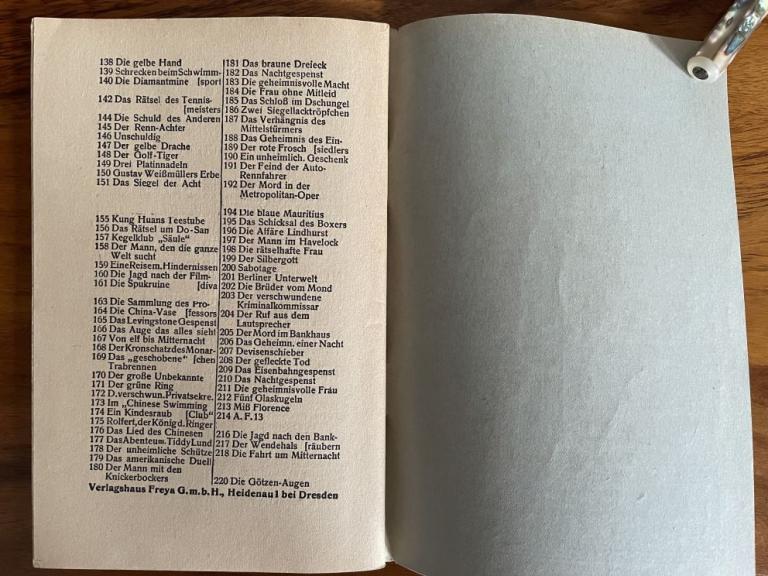 138 Die gelbe Hand
139 Schrecken beim Schwimm-
140 Die Diamantmine [sport
142 Das Rätsel des Tennis-
[meisters
144 Die Schuld des Anderen
145 Der Renn-Achter
146 Unschuldig
147 Der gelbe Drache
148 Der Golf-Tiger
149 Drei Platinnadeln
150 Gustav Weißmüllers Erbe
151 Das Siegel der Acht
155 Kung Huans Teestube
156 Das Rätsel um Do-San
157 Kegelklub „Säule"
158 Der Mann, den die ganze
Welt sucht
159 Eine Reise m. Hindernissen
160 Die Jagd nach der Film-
161 Die Spukruine [diva
163 Die Sammlung des Pro-
164 Die China-Vase [fessors
165 Das Levingstone Gespenst
166 Das Auge das alles sieht
167 Von elf bis Mitternacht
168 Der Kronschatz des Monar-
169 Das „geschobene" [chen
Trabrennen
170 Der große Unbekannte
171 Der grüne Ring
172 D. verschwun. Privatsekre.
173 Im „Chinese Swimming
174 Ein Kindesraub [Club"
175 Rolfert, der König d. Ringer
176 Das Lied des Chinesen
177 Das Abenteu. Tiddy Lund
178 Der unheimliche Schütze
179 Das amerikanische Duell
180 Der Mann mit den
Knickerbockers
181 Das braune Dreieck
182 Das Nachtgespenst
183 Die geheimnisvolle Macht
184 Die Frau ohne Mitleid
185 Das Schloß im Dschungel
186 Zwei Siegellacktröpfchen
187 Das Verhängnis des
Mittelstürmers
188 Das Geheimnis des Ein-
189 Der rote Frosch [siedlers
190 Ein unheimlich. Geschenk
191 Der Feind der Auto-
Rennfahrer
192 Der Mord in der
Metropolitan-Oper
194 Die blaue Mauritius
195 Das Schicksal des Boxers
196 Die Affäre Lindhurst
197 Der Mann im Havelock
198 Die rätselhafte Frau
199 Der Silbergott
200 Sabotage
201 Berliner Unterwelt
202 Die Brüder vom Mond
203 Der verschwundene
Kriminalkommissar
204 Der Ruf aus dem
Lautsprecher
205 Der Mord im Bankhaus
206 Das Geheimn. einer Nacht
207 Devisenschieber
208 Der gefleckte Tod
209 Das Eisenbahngespenst
210 Das Nachtgespenst
211 Die geheimnisvolle Frau
212 Fünf Glaskugeln
213 Miß Florence
214 A. F. 13
216 Die Jagd nach den Bank-
217 Der Wendehals [räubern
218 Die Fahrt um Mitternacht
220 Die Götzen-Augen
Verlagshaus Freya G. m. b. H., Heidenau 1 bei Dresden